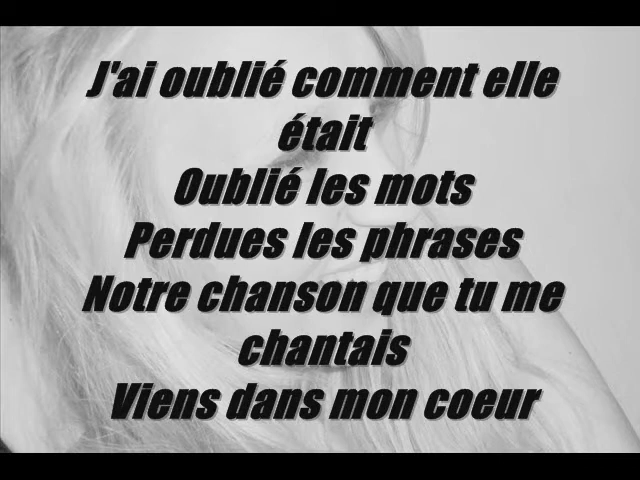 J'ai oublié comment elle
était
Oublié les mots
Perdues les phrases
Notre chanson que tu me
chantais
Viens dans mon coeur